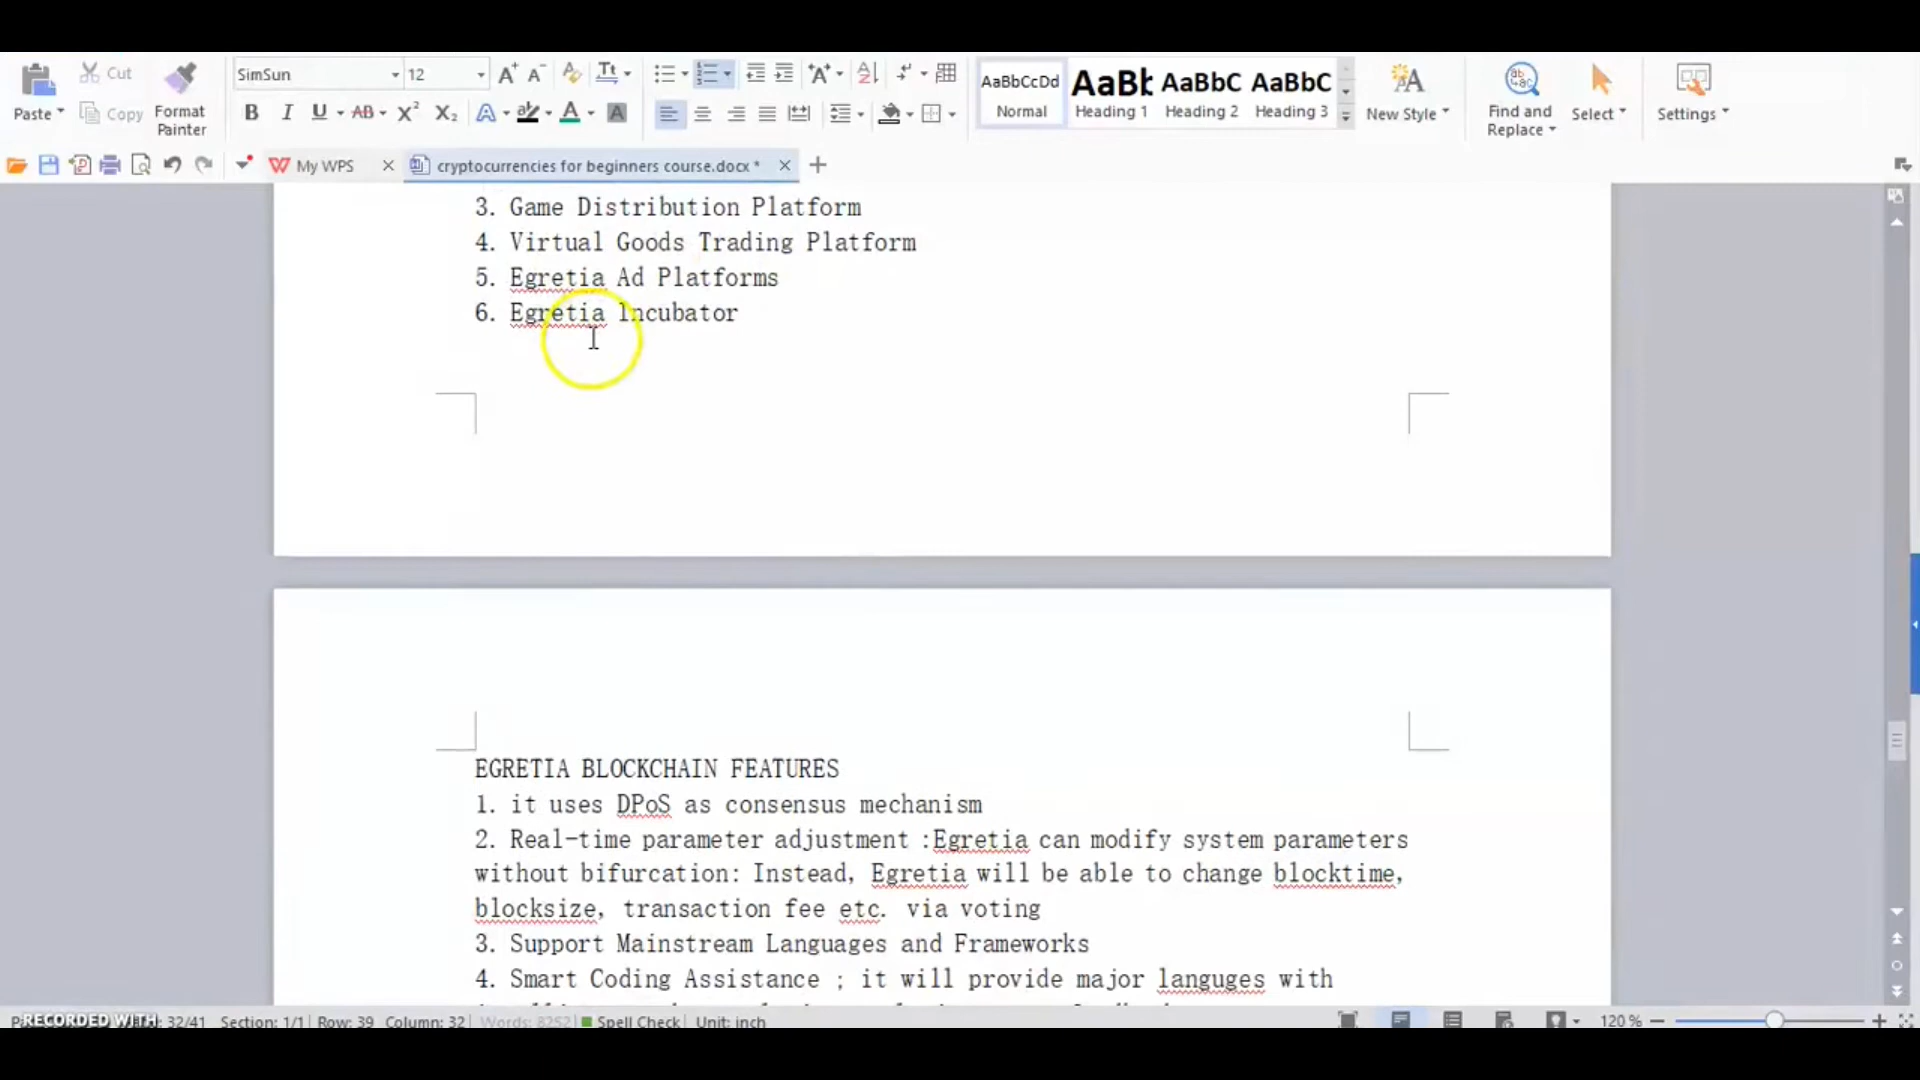 Cut
SimSun
12
AaBbCcDd
AaBb
AaBbC
AaBbC
Paste
Copy
Format
Painter
B I U AB X² X₂ A A A
Normal
Heading 1
Heading 2
Heading 3
New Style
Find and
Replace
Select
Settings
My WPS
cryptocurrencies for beginners course.docx *
3. Game Distribution Platform
4. Virtual Goods Trading Platform
5. Egretia Ad Platforms
6. Egretia Incubator
EGRETIA BLOCKCHAIN FEATURES
1. it uses DPoS as consensus mechanism
2. Real-time parameter adjustment :Egretia can modify system parameters
without bifurcation: Instead, Egretia will be able to change blocktime,
blocksize, transaction fee etc. via voting
3. Support Mainstream Languages and Frameworks
4. Smart Coding Assistance ; it will provide major languges with
RECORDED WITH 32/41 Section: 1/1 Row: 39 Column: 32 Words: 8252 Spell Check Unit: inch 120 %